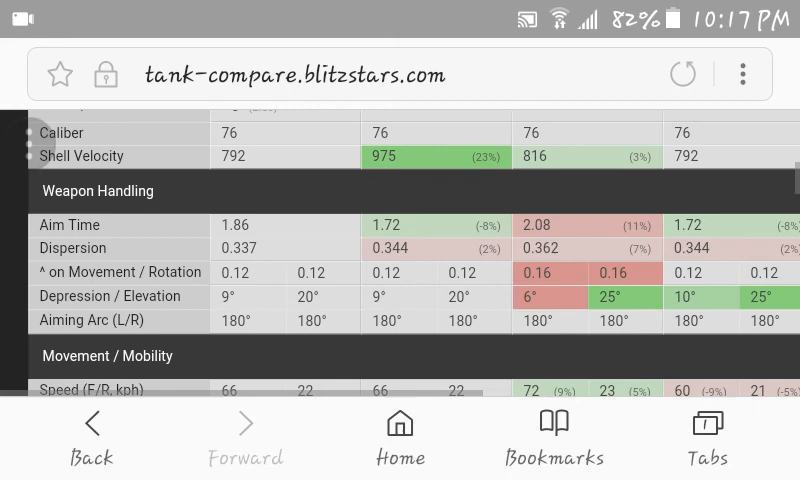 82% 10:17 PM
tank-compare.blitzstars.com
Caliber 76 76 76 76
Shell Velocity 792 975 (23%) 816 (3%) 792
Weapon Handling
Aim Time 1.86 1.72 (-8%) 2.08 (11%) 1.72 (-8%
Dispersion 0.337 0.344 (2%) 0.362 (7%) 0.344 (2%
^ on Movement / Rotation 0.12 0.12 0.12 0.12 0.16 0.16 0.12 0.12
Depression / Elevation 9° 20° 9° 20° 6° 25° 10° 25°
Aiming Arc (L/R) 180° 180° 180° 180° 180° 180° 180° 180°
Movement / Mobility
Speed (F/R, kph) 66 22 66 22 72 (9%) 23 (5%) 60 (-9%) 21 (-5%
Back Forward Home Bookmarks Tabs